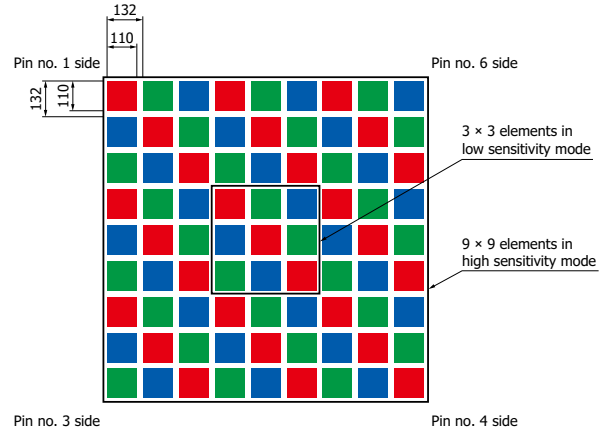 132
110
Pin no. 1 side
Pin no. 6 side
132
110
3 × 3 elements in
low sensitivity mode
9 × 9 elements in
high sensitivity mode
Pin no. 3 side
Pin no. 4 side